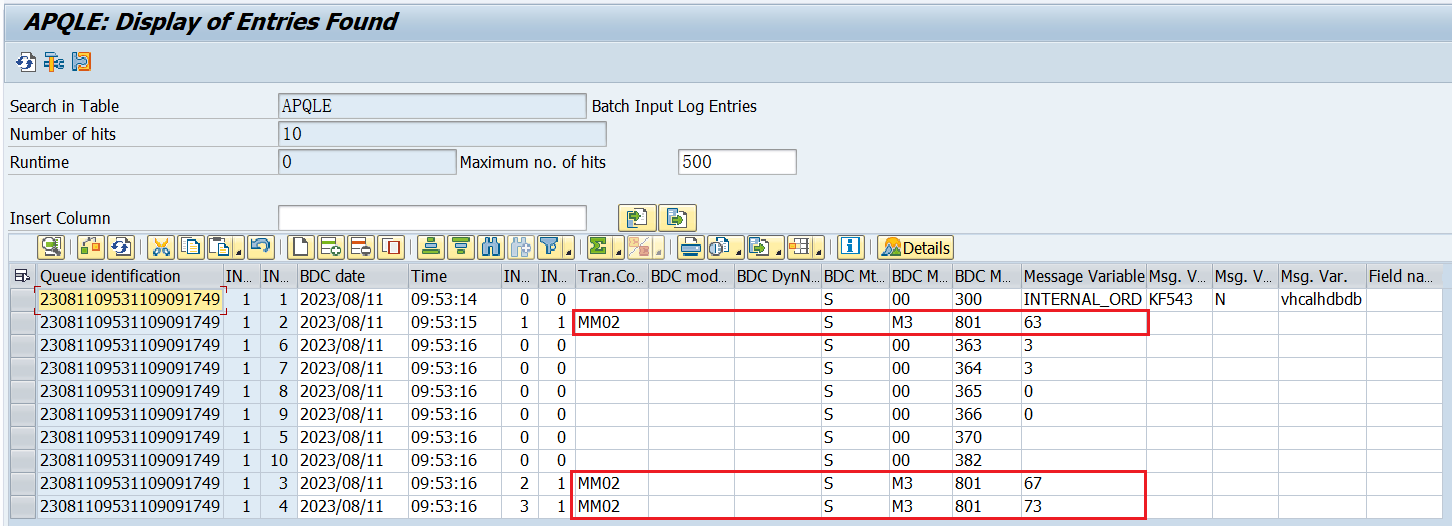 APQLE: Display of Entries Found
Search in Table APQLE Batch Input Log Entries
Number of hits 10
Runtime 0 Maximum no. of hits 500
Insert Column
Details
Queue identification IN... IN... BDC date Time IN... IN... Tran.Co... BDC mod... BDC DynN... BDC Mt... BDC M... BDC M... Message Variable Msg. V... Msg. V... Msg. Var. Field na...
23081109531109091749 1 1 2023/08/11 09:53:14 0 0 S 00 300 INTERNAL_ORD KF543 N vhcalhdbdb
23081109531109091749 1 2 2023/08/11 09:53:15 1 1 MM02 S M3 801 63
23081109531109091749 1 6 2023/08/11 09:53:16 0 0 S 00 363 3
23081109531109091749 1 7 2023/08/11 09:53:16 0 0 S 00 364 3
23081109531109091749 1 8 2023/08/11 09:53:16 0 0 S 00 365 0
23081109531109091749 1 9 2023/08/11 09:53:16 0 0 S 00 366 0
23081109531109091749 1 5 2023/08/11 09:53:16 0 0 S 00 370
23081109531109091749 1 10 2023/08/11 09:53:16 0 0 S 00 382
23081109531109091749 1 3 2023/08/11 09:53:16 2 1 MM02 S M3 801 67
23081109531109091749 1 4 2023/08/11 09:53:16 3 1 MM02 S M3 801 73